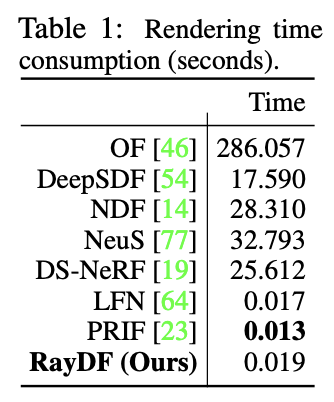 Table 1: Rendering time
consumption (seconds).
Time
OF [46] 286.057
DeepSDF [54] 17.590
NDF [14] 28.310
NeuS [77] 32.793
DS-NeRF [19] 25.612
LFN [64] 0.017
PRIF [23] 0.013
RayDF (Ours) 0.019